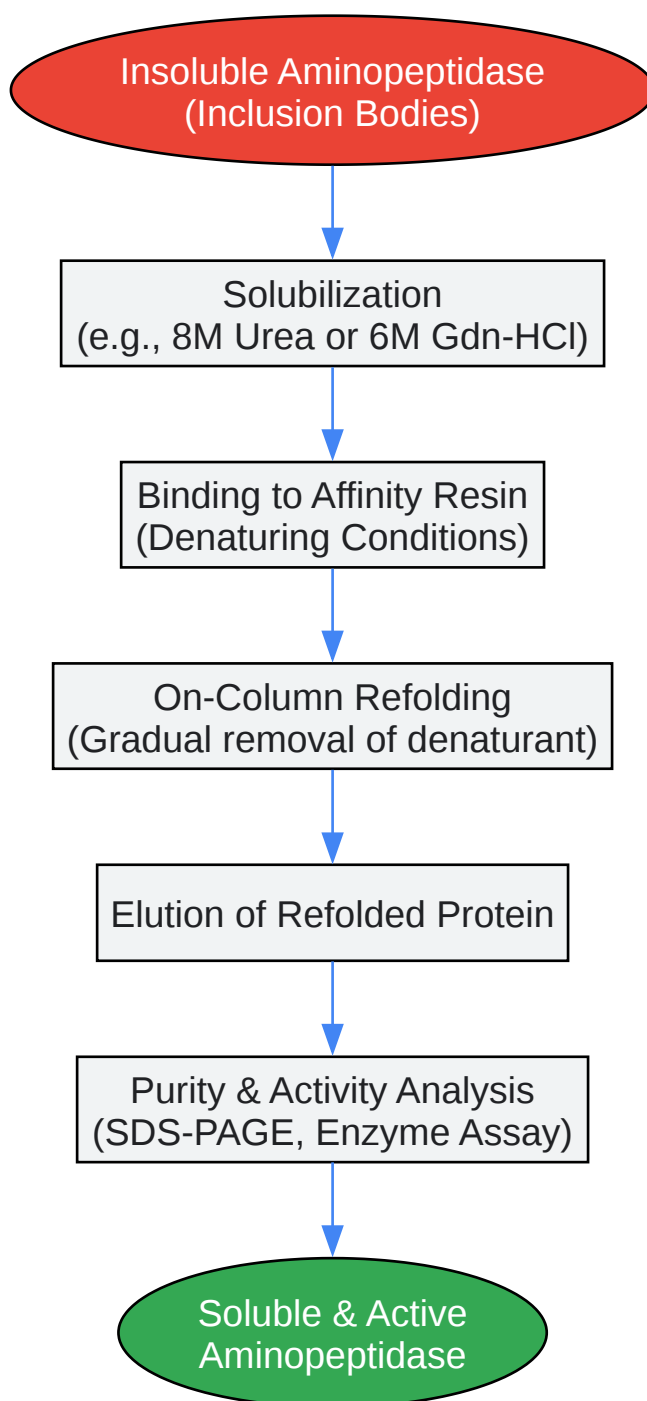 Insoluble Aminopeptidase
(Inclusion Bodies)
Solubilization
(e.g., 8M Urea or 6M Gdn-HCl)
Binding to Affinity Resin
(Denaturing Conditions)
On-Column Refolding
(Gradual removal of denaturant)
Elution of Refolded Protein
Purity & Activity Analysis
(SDS-PAGE, Enzyme Assay)
Soluble & Active
Aminopeptidase